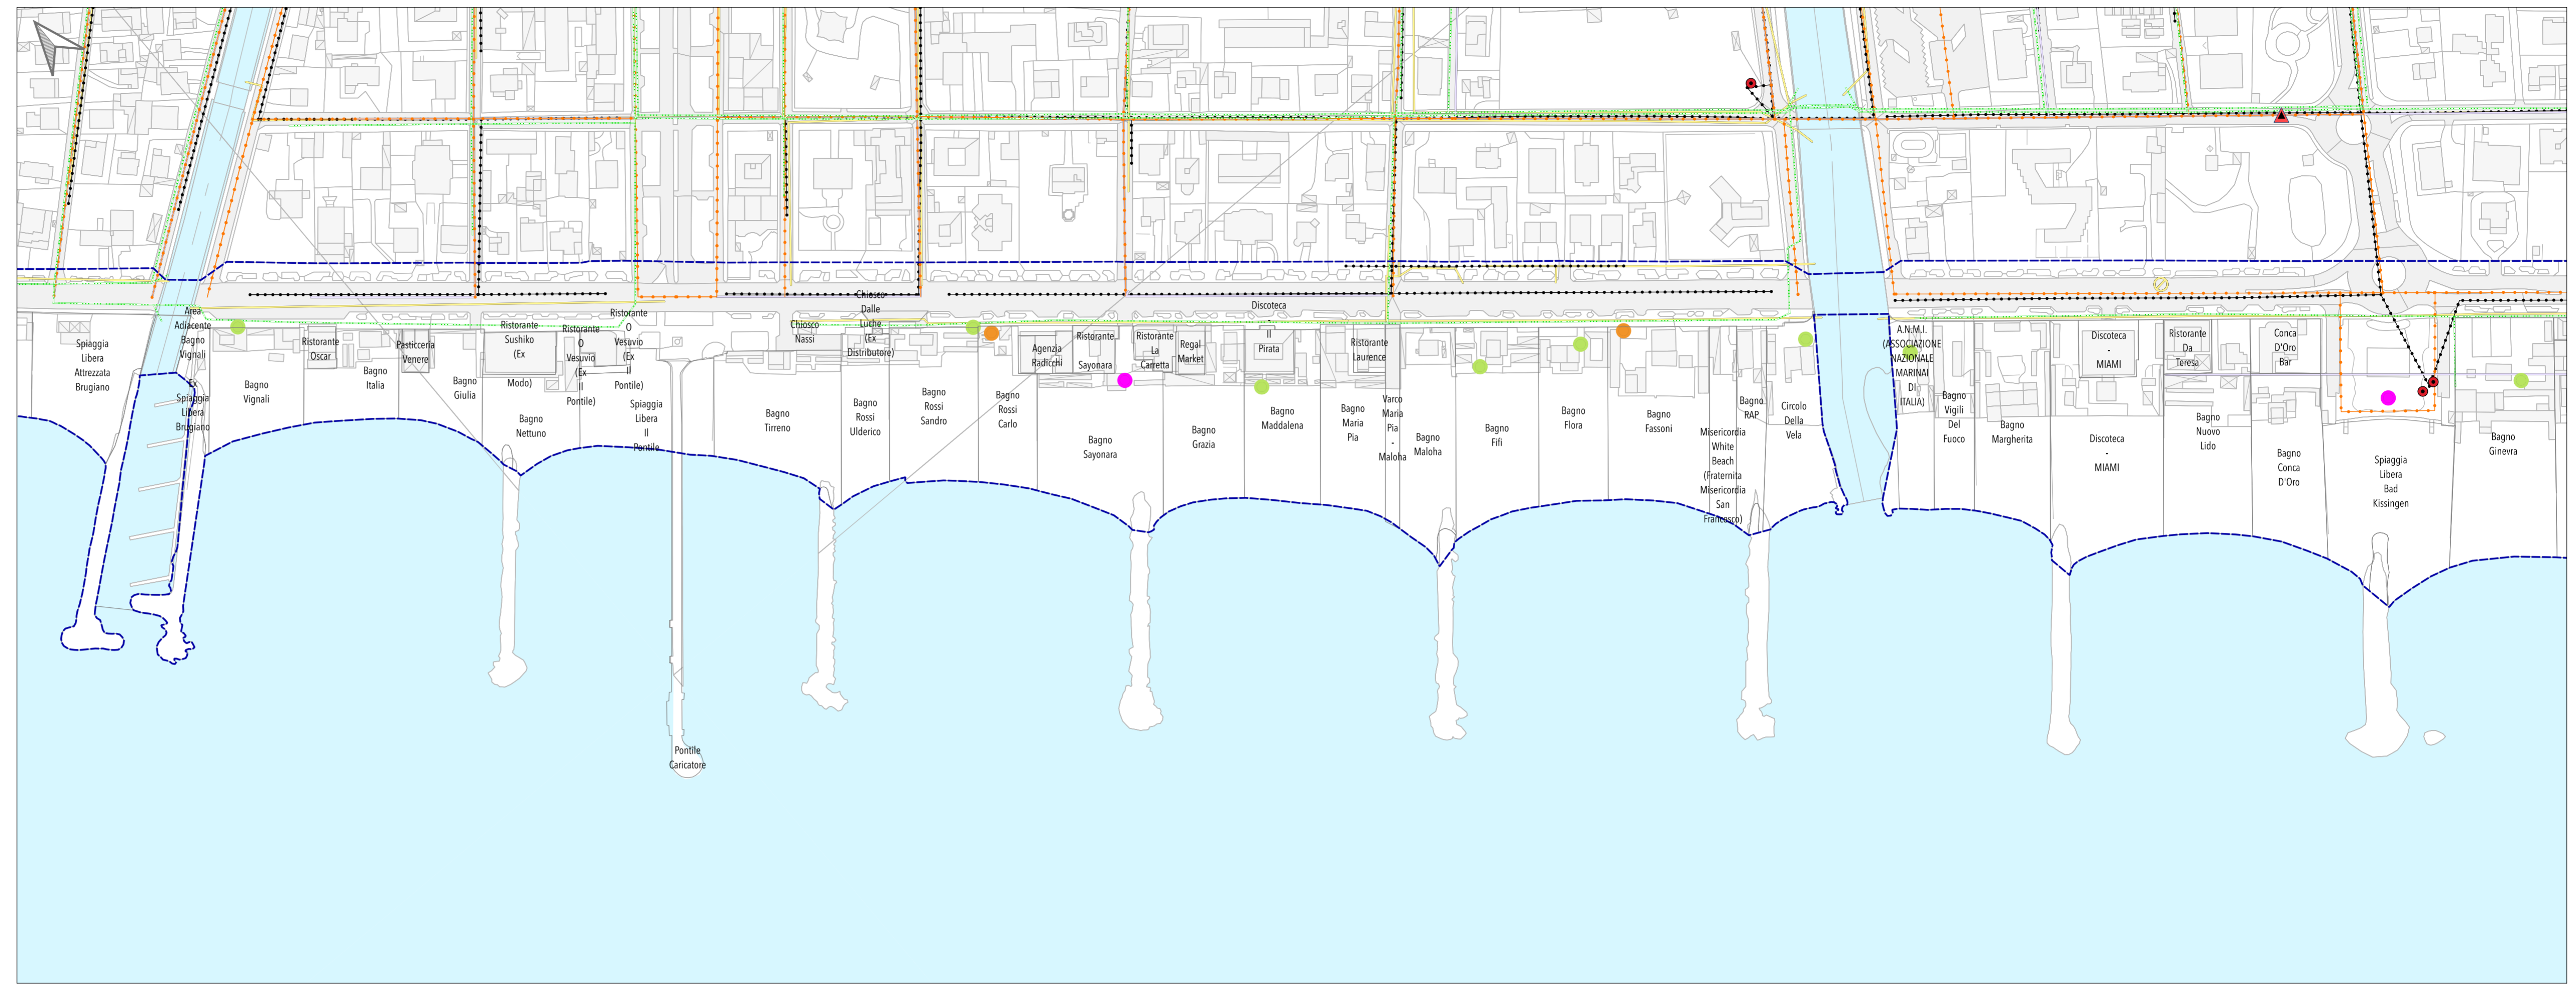 Spiaggia
Libera
Attrezzata
Brugiano
Area
Adiacente
Bagno
Vignali
-
Ex
Spiaggia
Libera
Brugiano
Bagno
Vignali
Ristorante
Oscar
Bagno
Italia
Pasticceria
Venere
Bagno
Giulia
Ristorante
Sushiko
(Ex
Modo)
Bagno
Nettuno
Ristorante
O
Vesuvio
(Ex
Il
Pontile)
Ristorante
O
Vesuvio
(Ex
Il
Pontile)
Spiaggia
Libera
Il
Pontile
Pontile
Caricatore
Bagno
Tirreno
Chiosco
Nassi
Chiosco
Dalle
Luche
(Ex
Distributore)
Bagno
Rossi
Ulderico
Bagno
Rossi
Sandro
Bagno
Rossi
Carlo
Agenzia
Radicchi
Ristorante
Sayonara
Bagno
Sayonara
Ristorante
La
Carretta
Regal
Market
Bagno
Grazia
Discoteca
-
Il
Pirata
Bagno
Maddalena
Ristorante
Laurence
Bagno
Maria
Pia
Varco
Maria
Pia
-
Maloha
Bagno
Maloha
Bagno
Fifi
Bagno
Flora
Bagno
Fassoni
Misericordia
White
Beach
(Fraternita
Misericordia
San
Francesco)
Bagno
RAP
Circolo
Della
Vela
A.N.M.I.
(ASSOCIAZIONE
NAZIONALE
MARINAI
DI
ITALIA)
Bagno
Vigili
Del
Fuoco
Bagno
Margherita
Discoteca
-
MIAMI
Discoteca
-
MIAMI
Ristorante
Da
Teresa
Bagno
Nuovo
Lido
Conca
D'Oro
Bar
Bagno
Conca
D'Oro
Spiaggia
Libera
Bad
Kissingen
Bagno
Ginevra